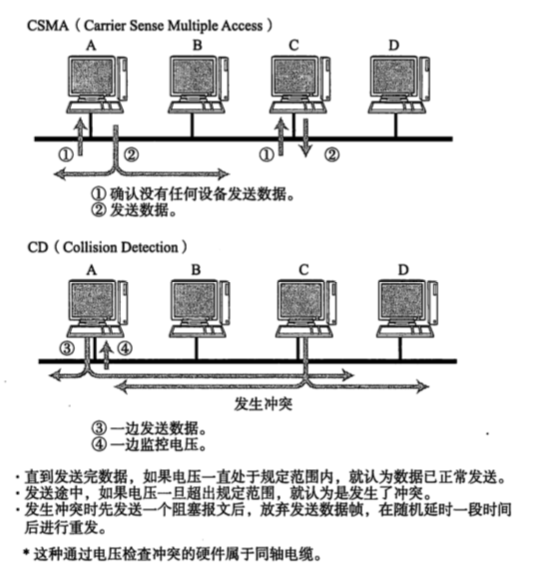 CSMA（Carrier Sense Multiple Access）
A B C D
① ② ① ②
① 确认没有任何设备发送数据。
② 发送数据。
CD（Collision Detection）
A B C D
③ ④
发生冲突
③ 一边发送数据。
④ 一边监控电压。
·直到发送完数据，如果电压一直处于规定范围内，就认为数据已正常发送。
·发送途中，如果电压一旦超出规定范围，就认为是发生了冲突。
·发生冲突时先发送一个阻塞报文后，放弃发送数据帧，在随机延时一段时间
后进行重发。
*这种通过电压检查冲突的硬件属于同轴电缆。